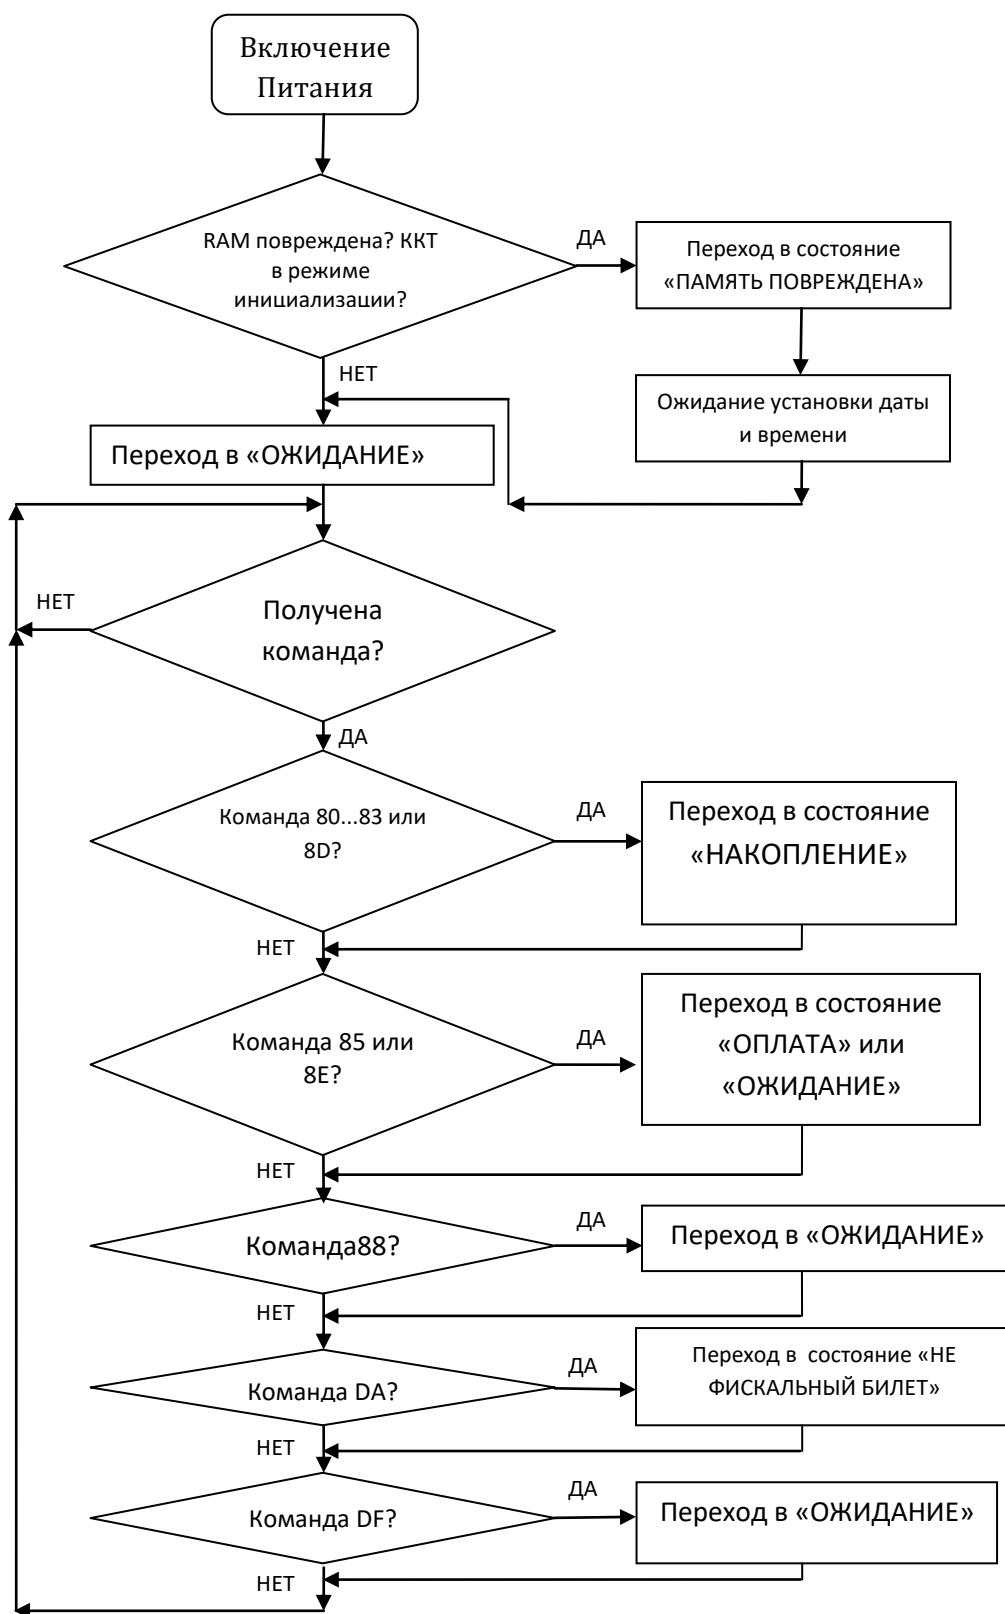 Включение
Питания
RAM повреждена? ККТ
в режиме
инициализации?
ДА
Переход в состояние
«ПАМЯТЬ ПОВРЕЖДЕНА»
НЕТ
Ожидание установки даты
и времени
Переход в «ОЖИДАНИЕ»
НЕТ
Получена
команда?
ДА
Команда 80...83 или
8D?
ДА
Переход в состояние
«НАКОПЛЕНИЕ»
НЕТ
Команда 85 или
8E?
ДА
Переход в состояние
«ОПЛАТА» или
«ОЖИДАНИЕ»
НЕТ
Команда88?
ДА
Переход в «ОЖИДАНИЕ»
НЕТ
Команда DA?
ДА
Переход в состояние «НЕ
ФИСКАЛЬНЫЙ БИЛЕТ»
НЕТ
Команда DF?
ДА
Переход в «ОЖИДАНИЕ»
НЕТ